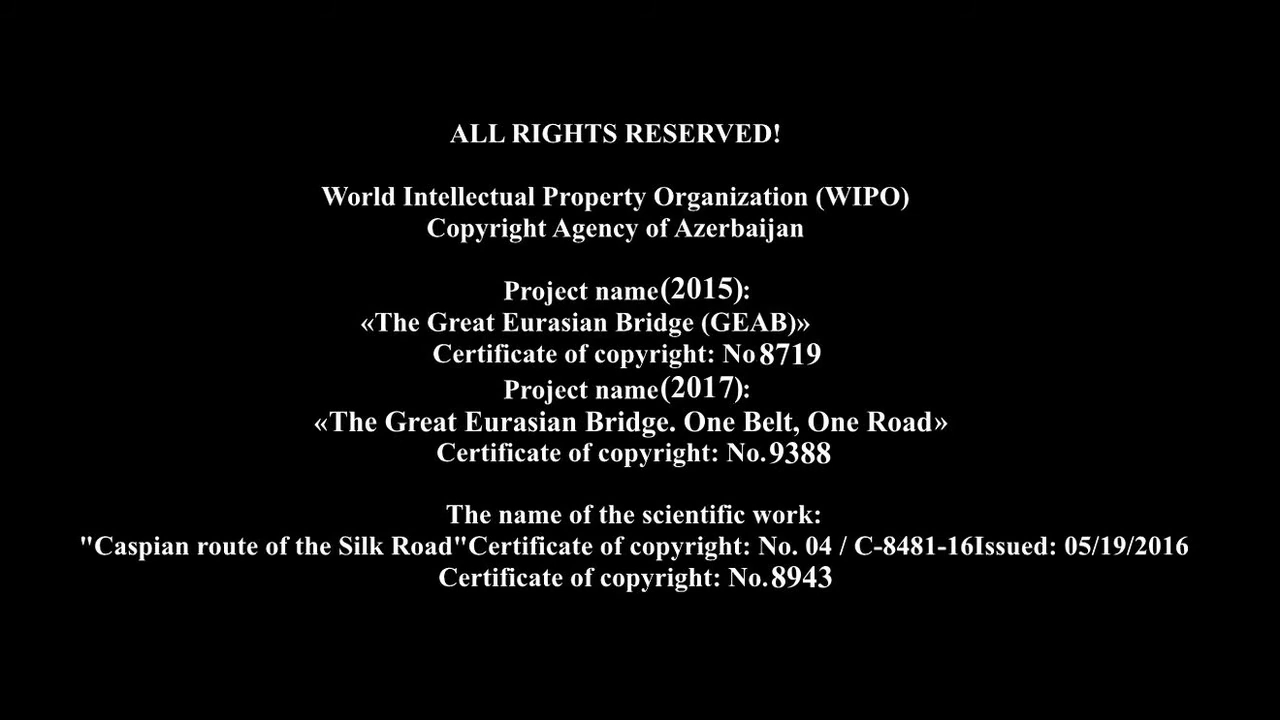 ALL RIGHTS RESERVED!
World Intellectual Property Organization (WIPO)
Copyright Agency of Azerbaijan
Project name(2015):
«The Great Eurasian Bridge (GEAB)»
Certificate of copyright: No 8719
Project name(2017):
«The Great Eurasian Bridge. One Belt, One Road»
Certificate of copyright: No.9388
The name of the scientific work:
"Caspian route of the Silk Road"Certificate of copyright: No. 04 / C-8481-16Issued: 05/19/2016
Certificate of copyright: No.8943